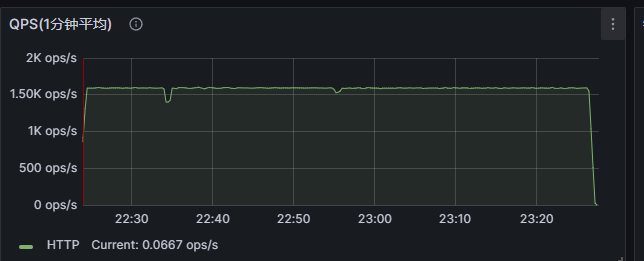 QPS(1分钟平均)
2K ops/s
1.50K ops/s
1K ops/s
500 ops/s
0 ops/s
22:30 22:40 22:50 23:00 23:10 23:20
HTTP Current: 0.0667 ops/s